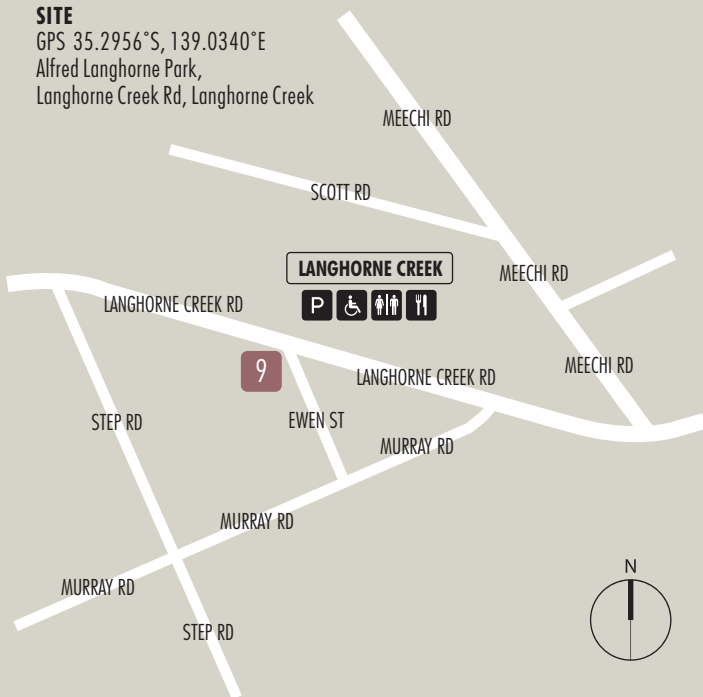 SITE
GPS 35.2956°S, 139.0340°E
Alfred Langhorne Park,
Langhorne Creek Rd, Langhorne Creek
MEECHI RD
SCOTT RD
LANGHORNE CREEK
MEECHI RD
P
LANGHORNE CREEK RD
MEECHI RD
9
LANGHORNE CREEK RD
STEP RD
EWEN ST
MURRAY RD
MURRAY RD
N
MURRAY RD
STEP RD